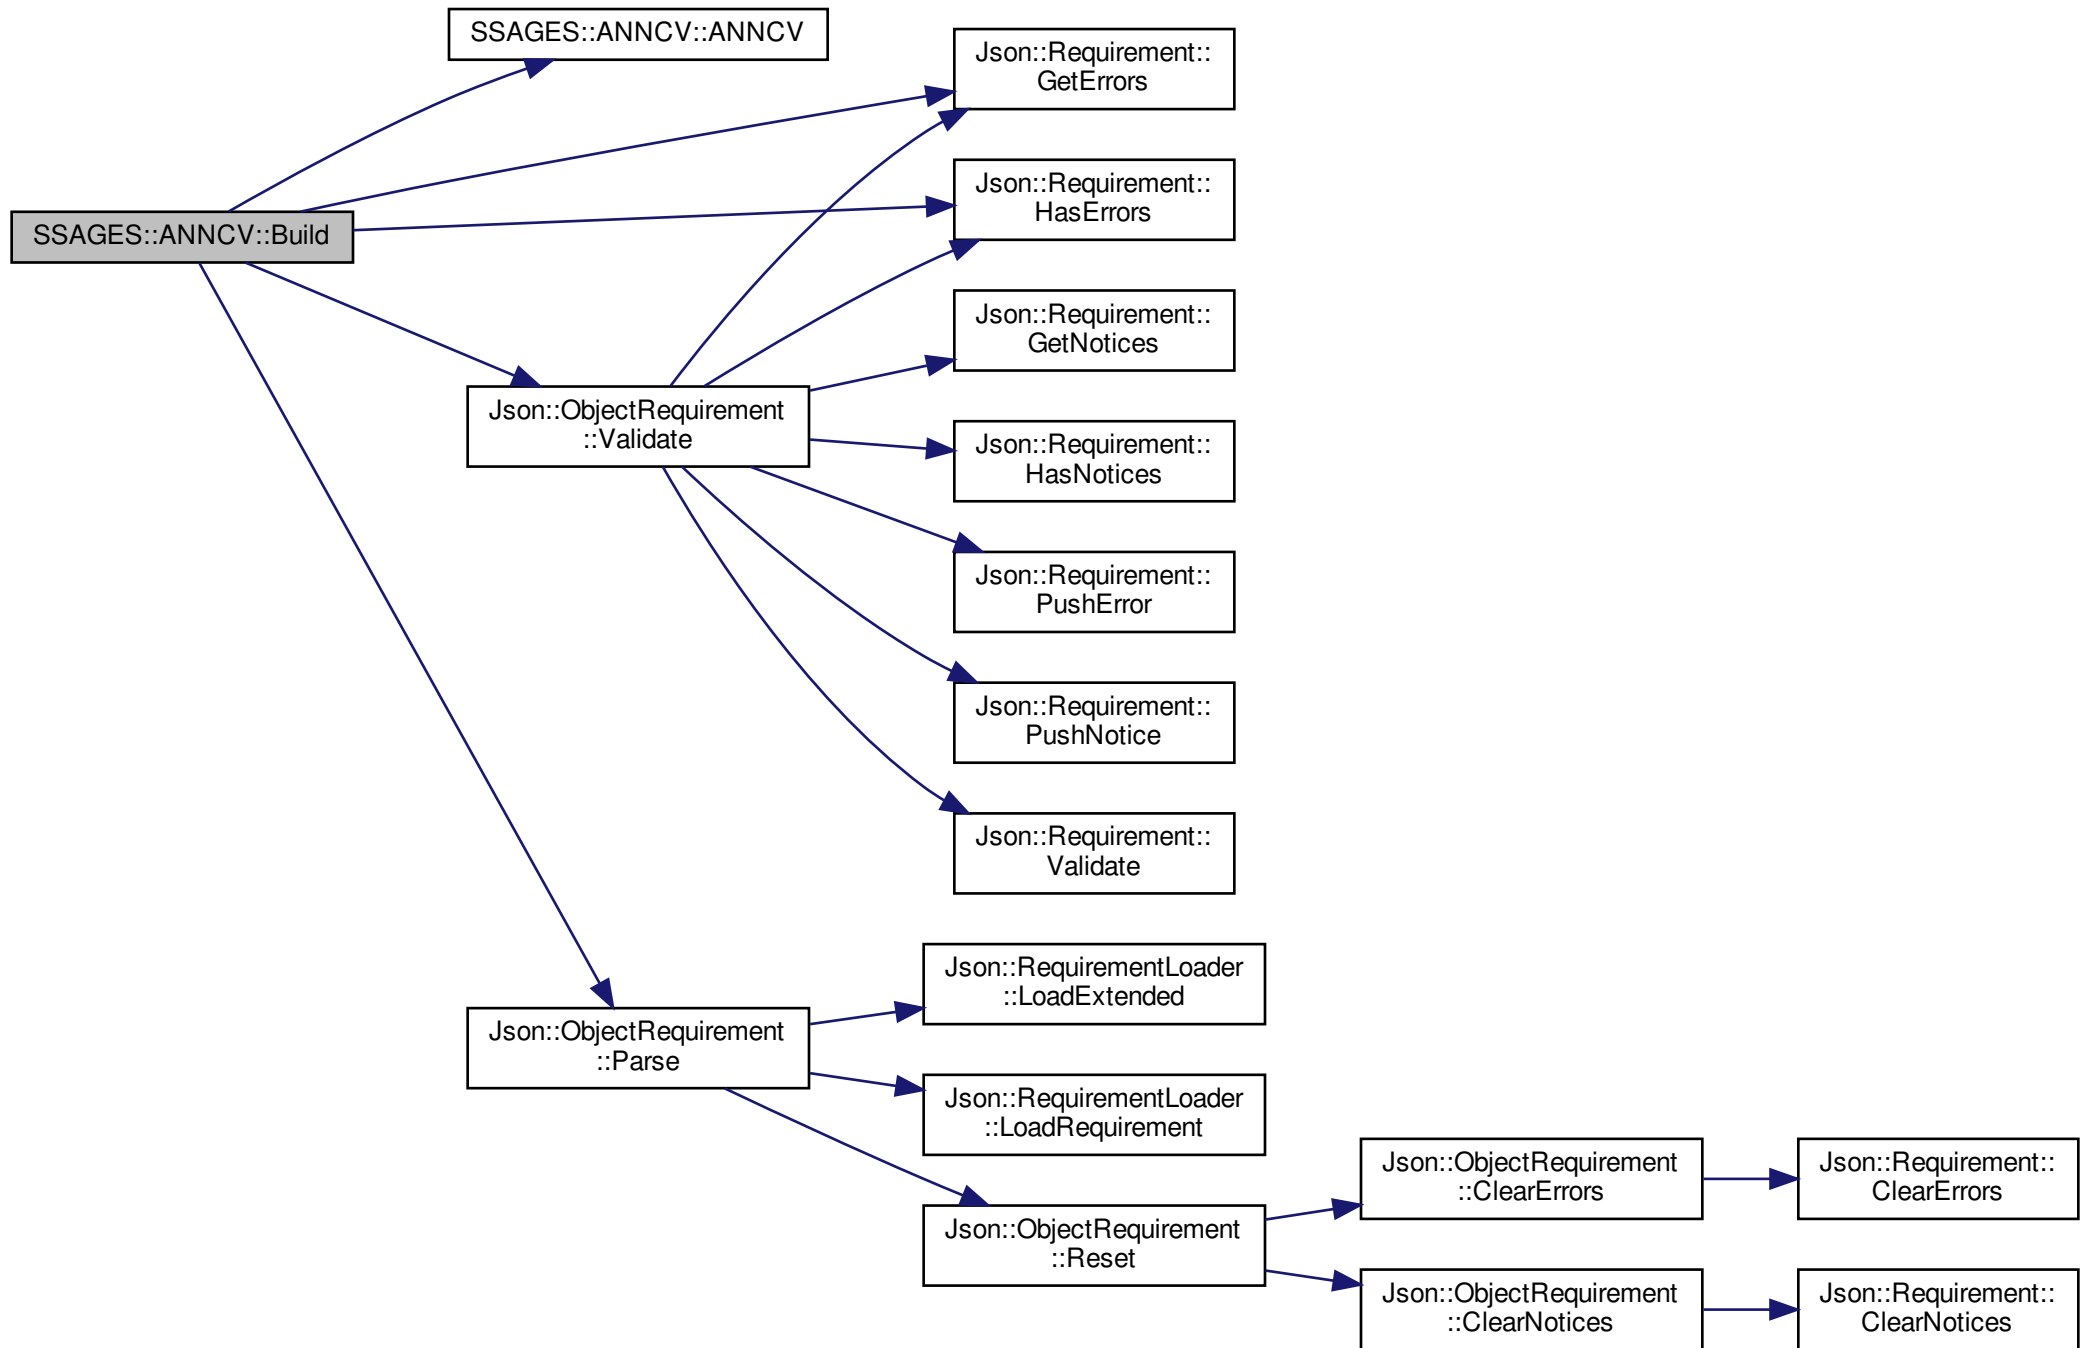 SSAGES::ANNCV::ANNCV
Json::Requirement::
GetErrors
Json::Requirement::
HasErrors
SSAGES::ANNCV::Build
Json::Requirement::
GetNotices
Json::ObjectRequirement
::Validate
Json::Requirement::
HasNotices
Json::Requirement::
PushError
Json::Requirement::
PushNotice
Json::Requirement::
Validate
Json::RequirementLoader
::LoadExtended
Json::ObjectRequirement
::Parse
Json::RequirementLoader
::LoadRequirement
Json::ObjectRequirement
::Reset
Json::ObjectRequirement
::ClearErrors
Json::Requirement::
ClearErrors
Json::ObjectRequirement
::ClearNotices
Json::Requirement::
ClearNotices